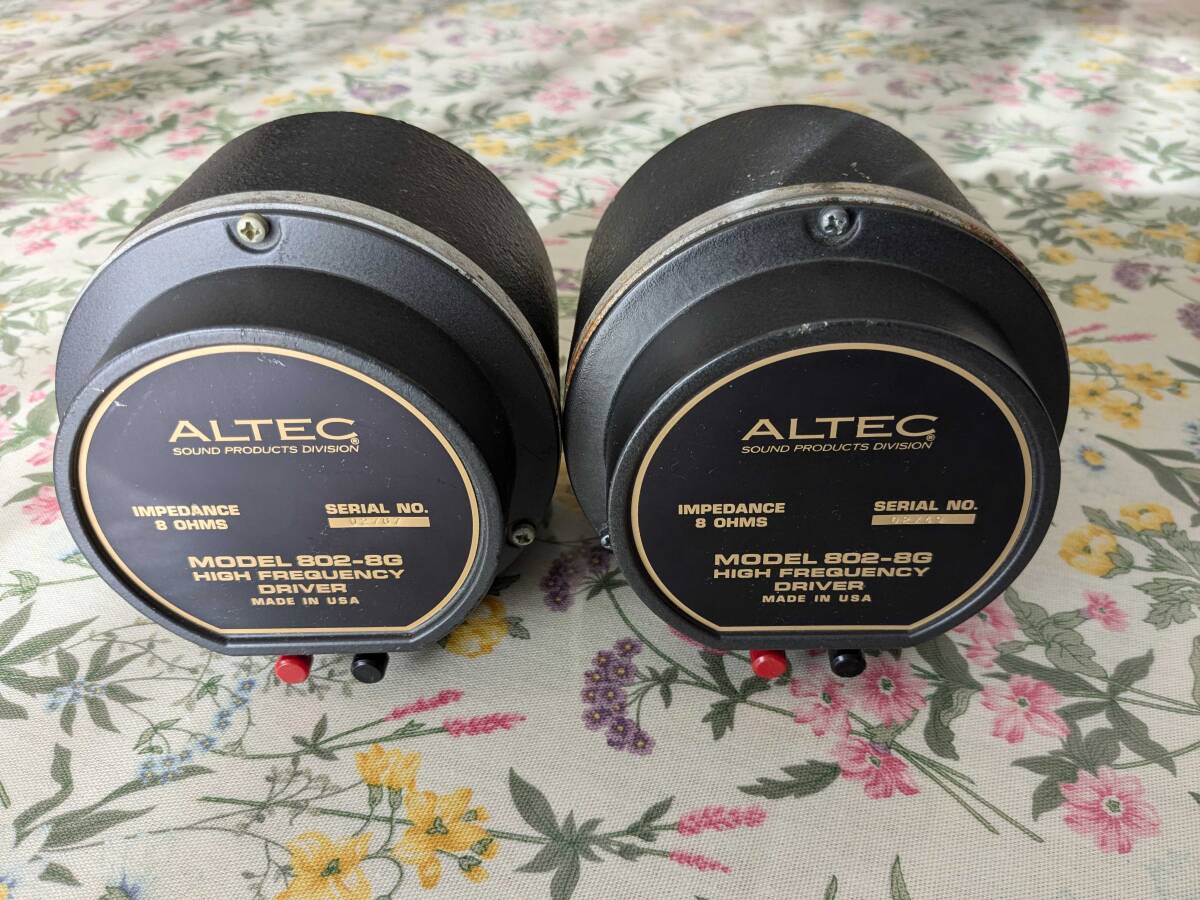 ALTEC®
SOUND PRODUCTS DIVISION
IMPEDANCE
8 OHMS
SERIAL NO.
MODEL 802-8G
HIGH FREQUENCY
DRIVER
MADE IN USA
ALTEC®
SOUND PRODUCTS DIVISION
IMPEDANCE
8 OHMS
SERIAL NO.
MODEL 802-8G
HIGH FREQUENCY
DRIVER
MADE IN USA